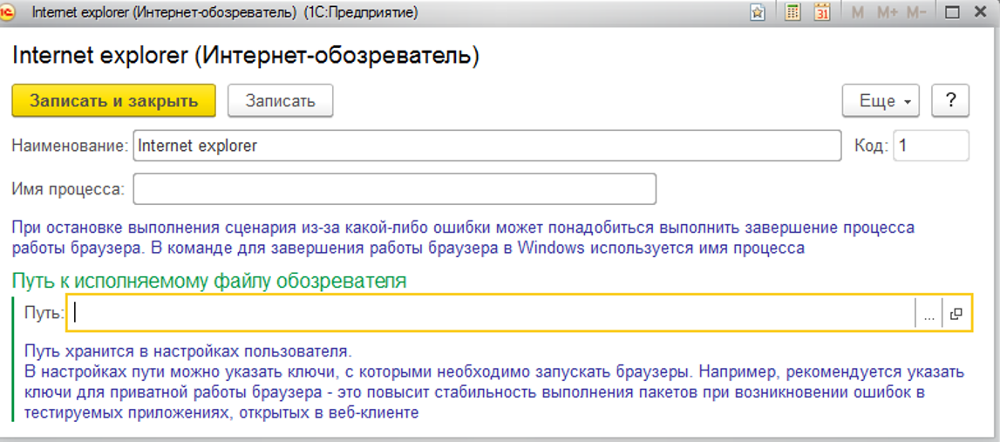 1С Internet explorer (Интернет-обозреватель) (1С:Предприятие) 31 M M+ M-
Internet explorer (Интернет-обозреватель)
Записать и закрыть Записать Еще ?
Наименование: Internet explorer Код: 1
Имя процесса:
При остановке выполнения сценария из-за какой-либо ошибки может понадобиться выполнить завершение процесса
работы браузера. В команде для завершения работы браузера в Windows используется имя процесса
Путь к исполняемому файлу обозревателя
Путь: ...
Путь хранится в настройках пользователя.
В настройках пути можно указать ключи, с которыми необходимо запускать браузеры. Например, рекомендуется указать
ключи для приватной работы браузера - это повысит стабильность выполнения пакетов при возникновении ошибок в
тестируемых приложениях, открытых в веб-клиенте